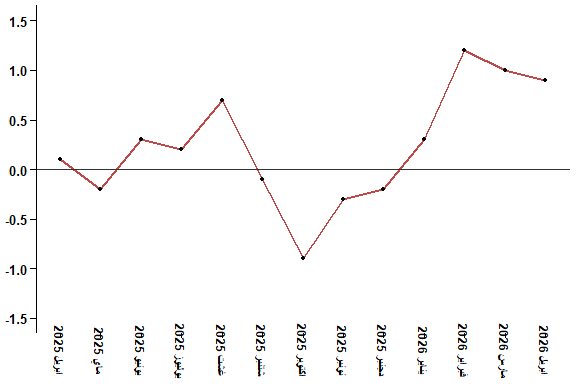 1.5
1.0
0.5
0.0
-0.5
-1.0
-1.5
ابريل 2025
ماي 2025
يونيو 2025
يوليوز 2025
غشت 2025
شتنبر 2025
اكتوبر 2025
نونبر 2025
دجنبر 2025
يناير 2026
فبراير 2026
مارس 2026
ابريل 2026